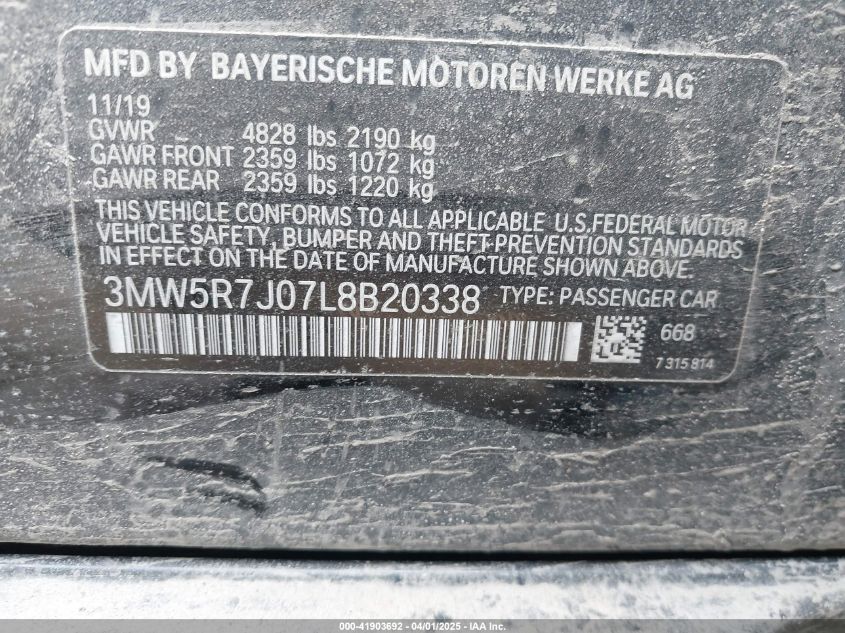 MFD BY BAYERISCHE MOTOREN WERKE AG
11/19
GVWR 4828 lbs 2190 kg
GAWR FRONT 2359 lbs 1072 kg
GAWR REAR 2359 lbs 1220 kg
THIS VEHICLE CONFORMS TO ALL APPLICABLE U.S.FEDERAL MOTOR
VEHICLE SAFETY, BUMPER AND THEFT-PREVENTION STANDARDS
IN EFFECT ON THE DATE OF MANUFACTURE SHOWN ABOVE.
3MW5R7J07L8B20338 TYPE: PASSENGER CAR
668
7 315 814
000-41903692 - 04/01/2025 - © IAA, Inc.